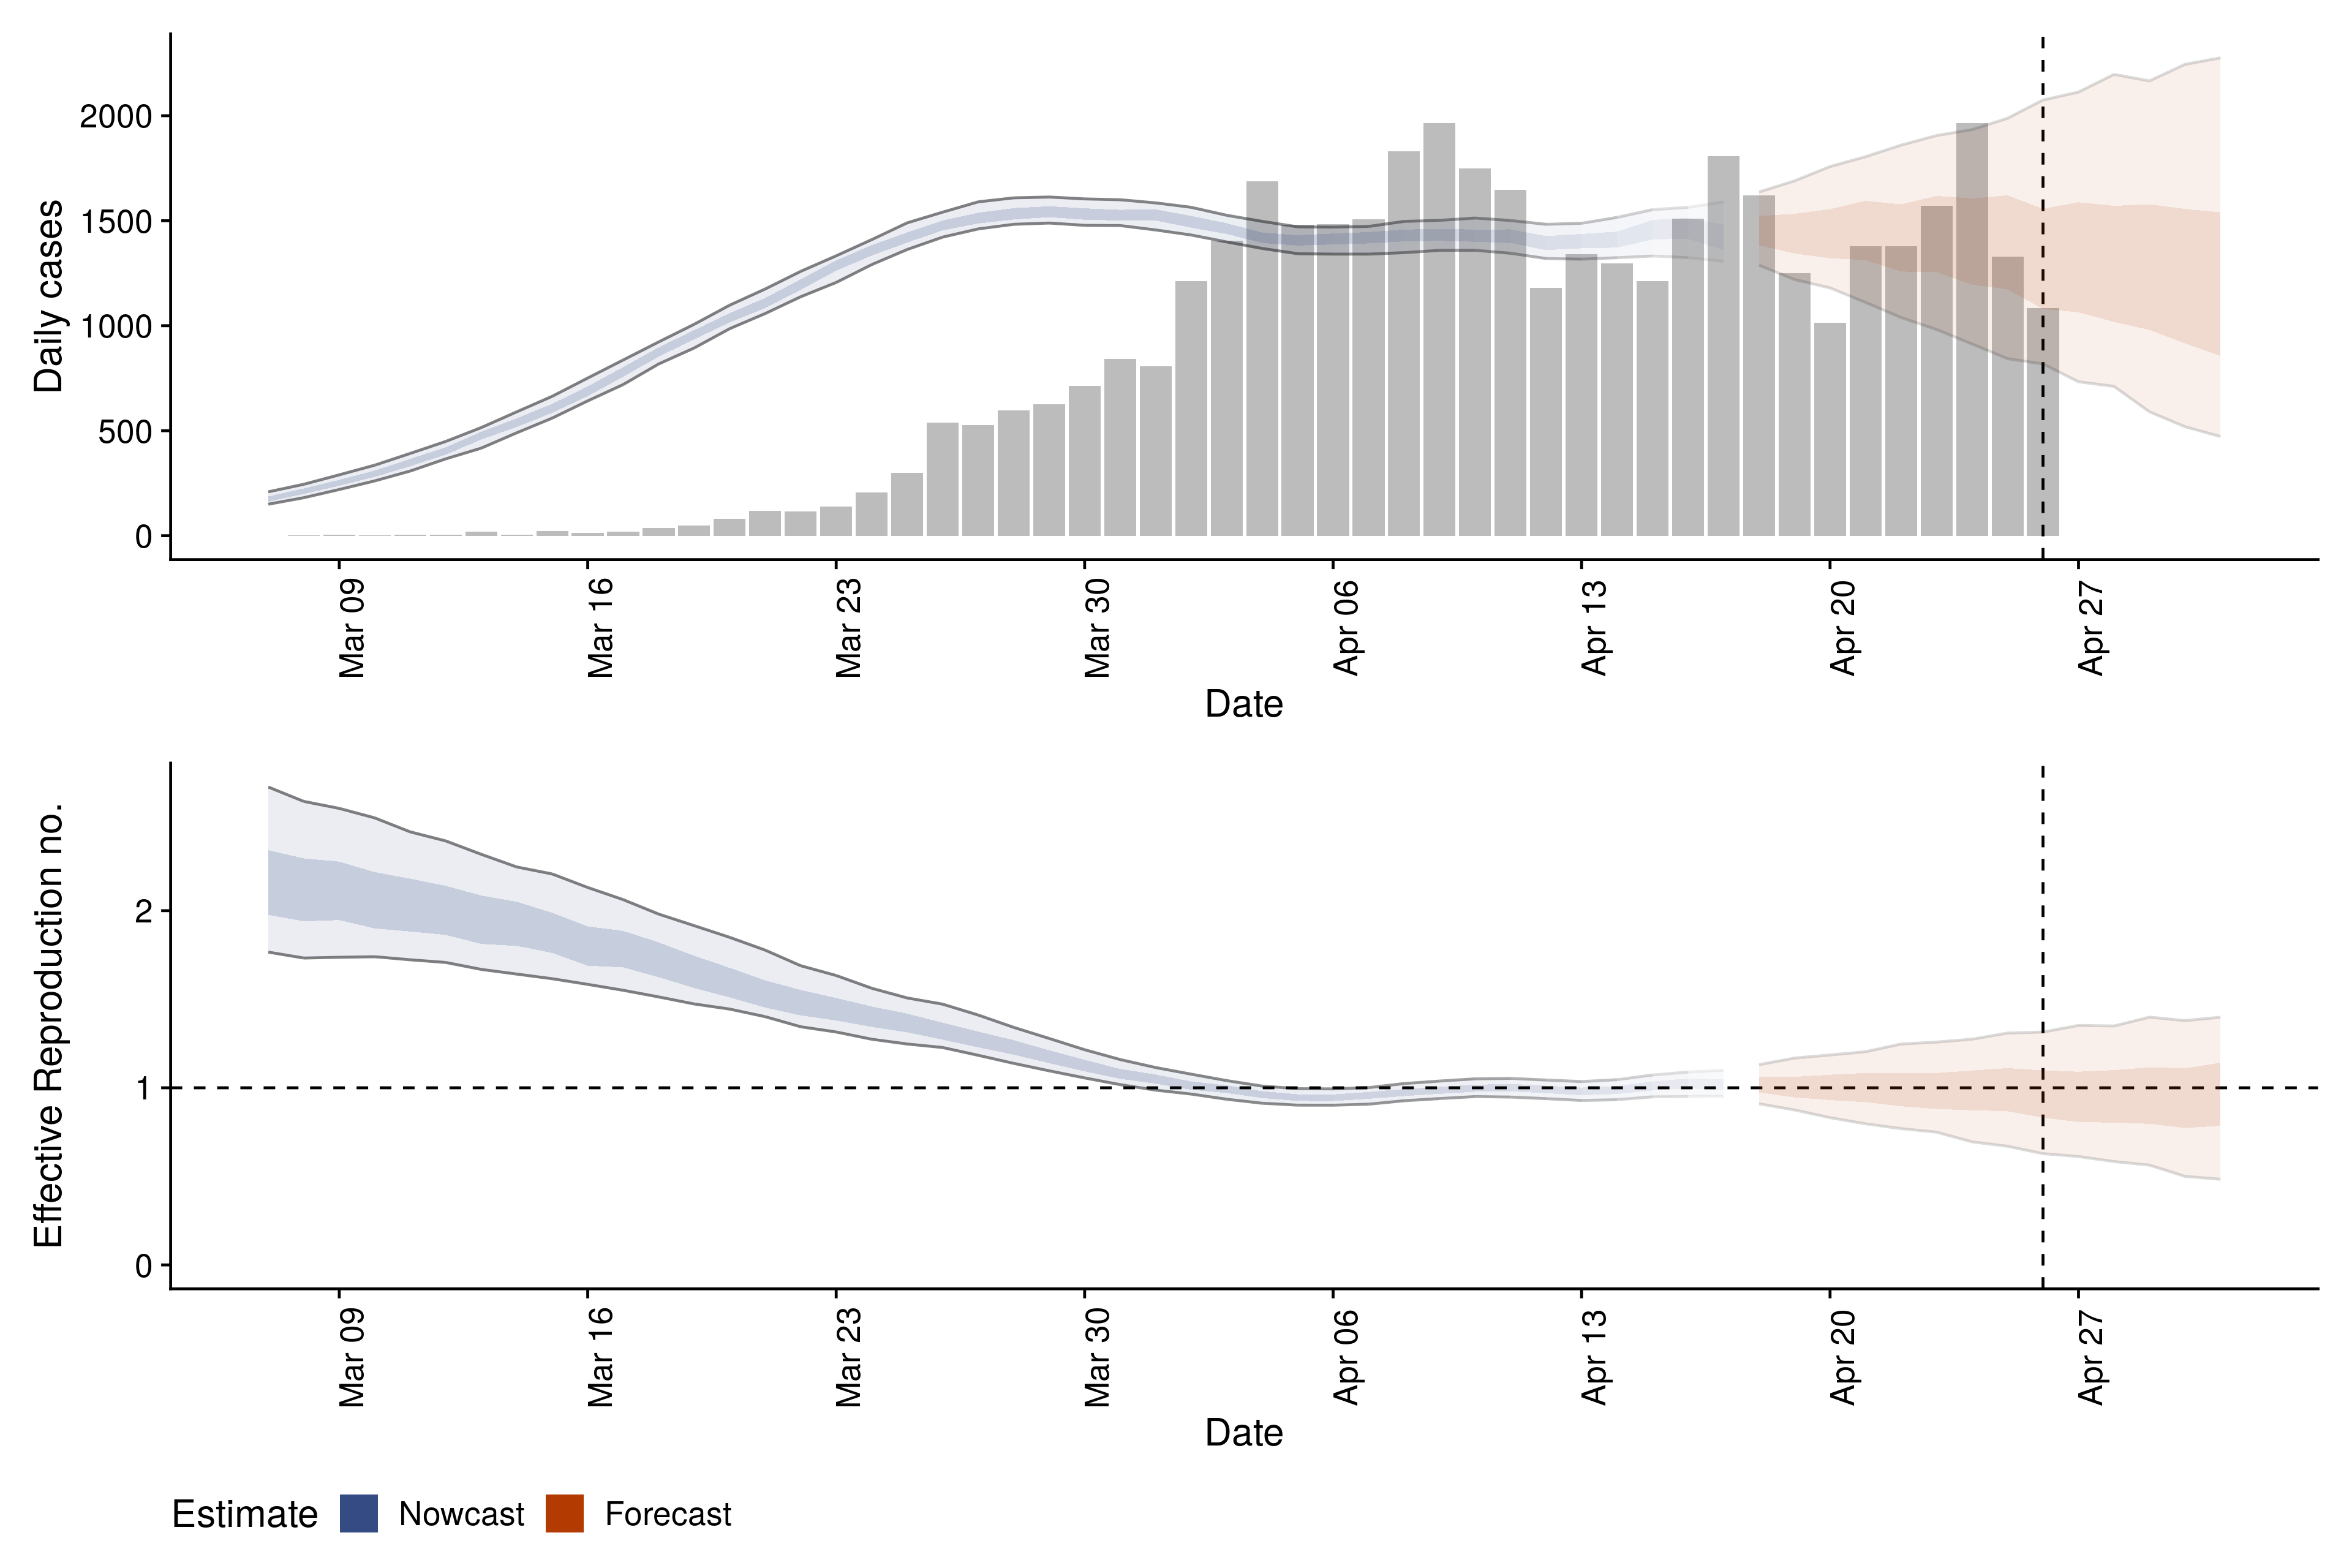 Daily cases
2000
1500
1000
500
0
Mar 09
Mar 16
Mar 23
Mar 30
Apr 06
Apr 13
Apr 20
Apr 27
Date
Effective Reproduction no.
2
1
0
Mar 09
Mar 16
Mar 23
Mar 30
Apr 06
Apr 13
Apr 20
Apr 27
Date
Estimate Nowcast Forecast